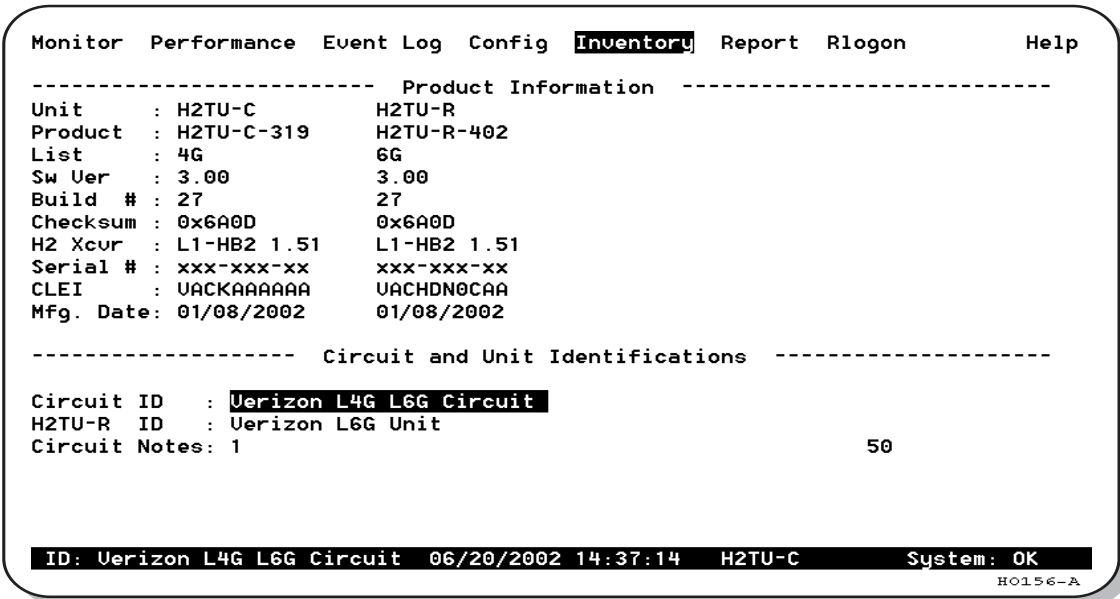 Monitor Performance Event Log Config Inventory Report Rlogon Help
-------------------------- Product Information ----------------------------
Unit : H2TU-C H2TU-R
Product : H2TU-C-319 H2TU-R-402
List : 4G 6G
Sw Ver : 3.00 3.00
Build # : 27 27
Checksum : 0x6A0D 0x6A0D
H2 Xcvr : L1-HB2 1.51 L1-HB2 1.51
Serial # : xxx-xxx-xx xxx-xxx-xx
CLEI : VACKAAAAAA VACHDN0CAA
Mfg. Date: 01/08/2002 01/08/2002
-------------------- Circuit and Unit Identifications ---------------------
Circuit ID : Verizon L4G L6G Circuit
H2TU-R ID : Verizon L6G Unit
Circuit Notes: 1 50
ID: Verizon L4G L6G Circuit 06/20/2002 14:37:14 H2TU-C System: OK
HO156-A